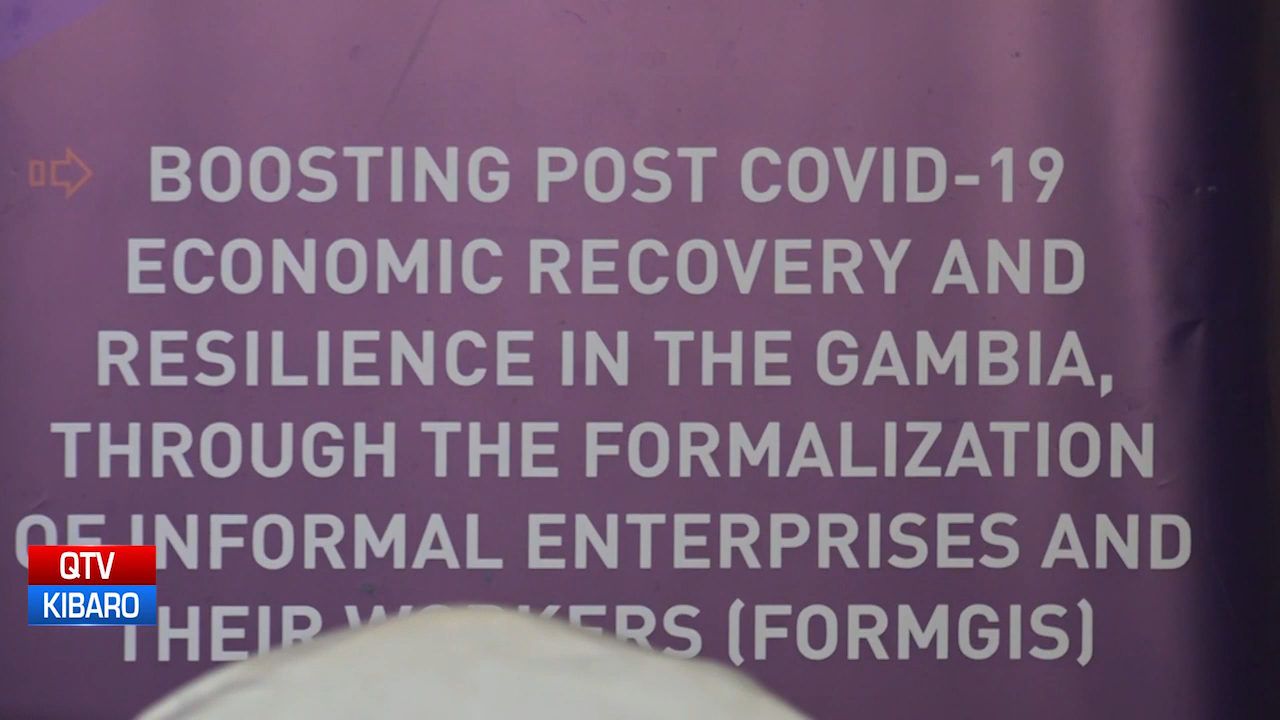 BOOSTING POST COVID-19
ECONOMIC RECOVERY AND
RESILIENCE IN THE GAMBIA,
THROUGH THE FORMALIZATION
OF INFORMAL ENTERPRISES AND
THEIR WORKERS (FORMGIS)
QTV
KIBARO